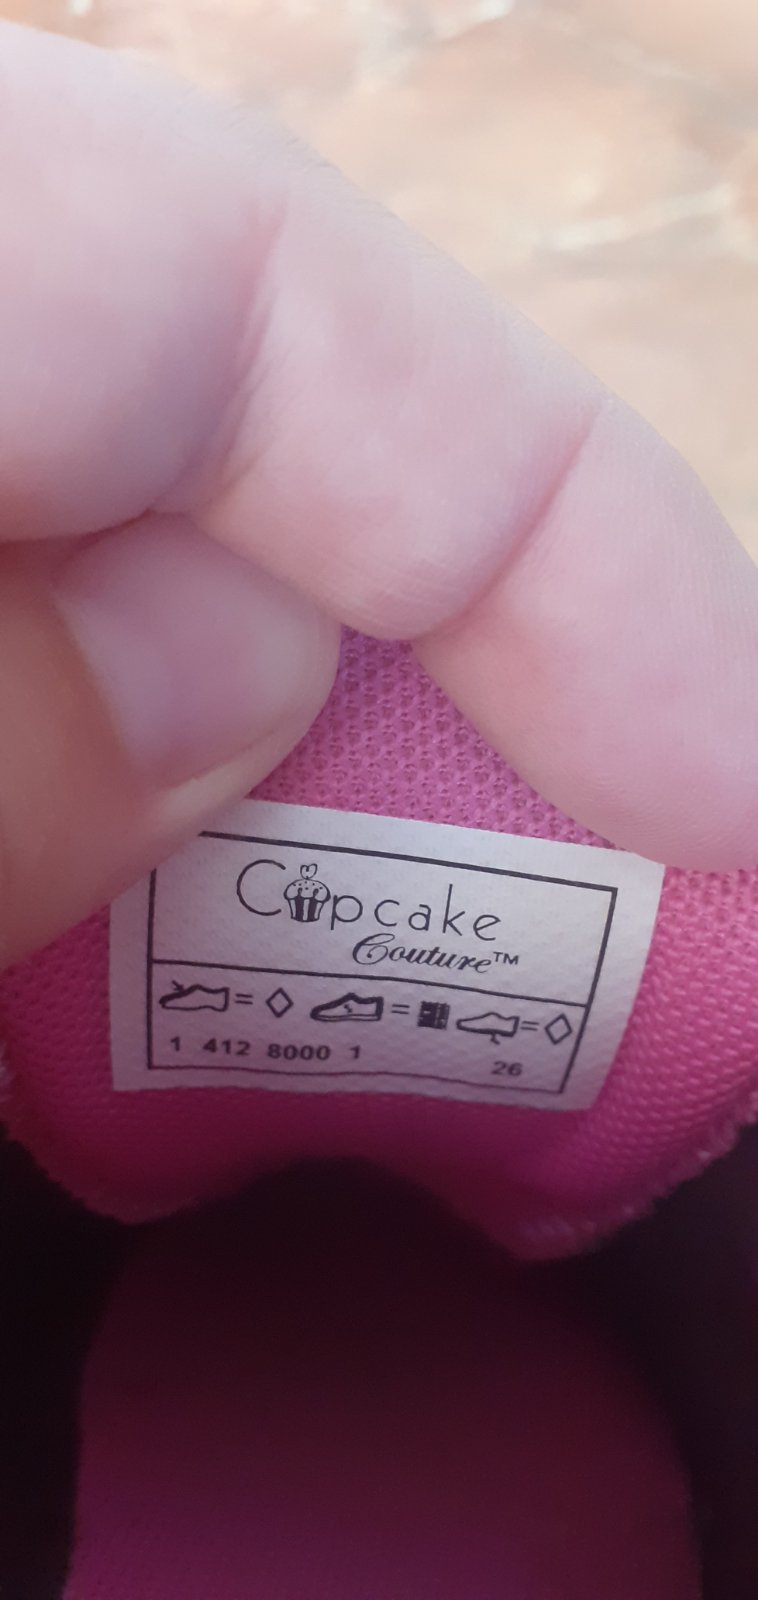 Cupcake
Couture™
= = =
1 412 8000 1
26